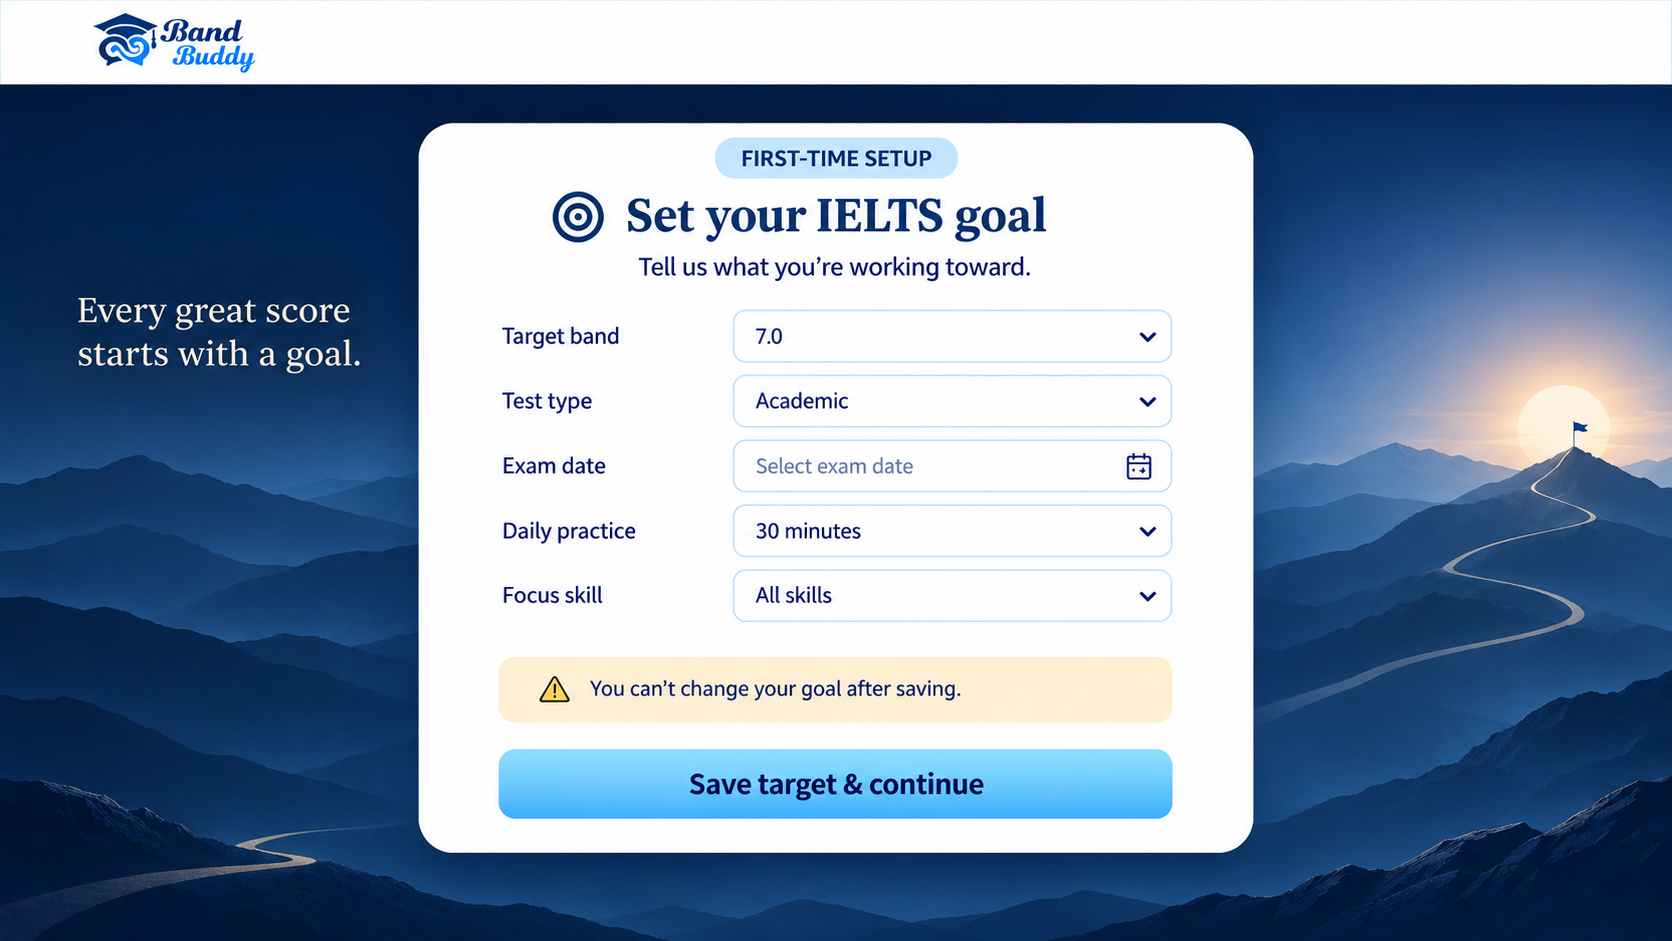 Band
Buddy
FIRST-TIME SETUP
Set your IELTS goal
Tell us what you’re working toward.
Every great score
starts with a goal.
Target band
7.0
Test type
Academic
Exam date
Select exam date
Daily practice
30 minutes
Focus skill
All skills
You can’t change your goal after saving.
Save target & continue